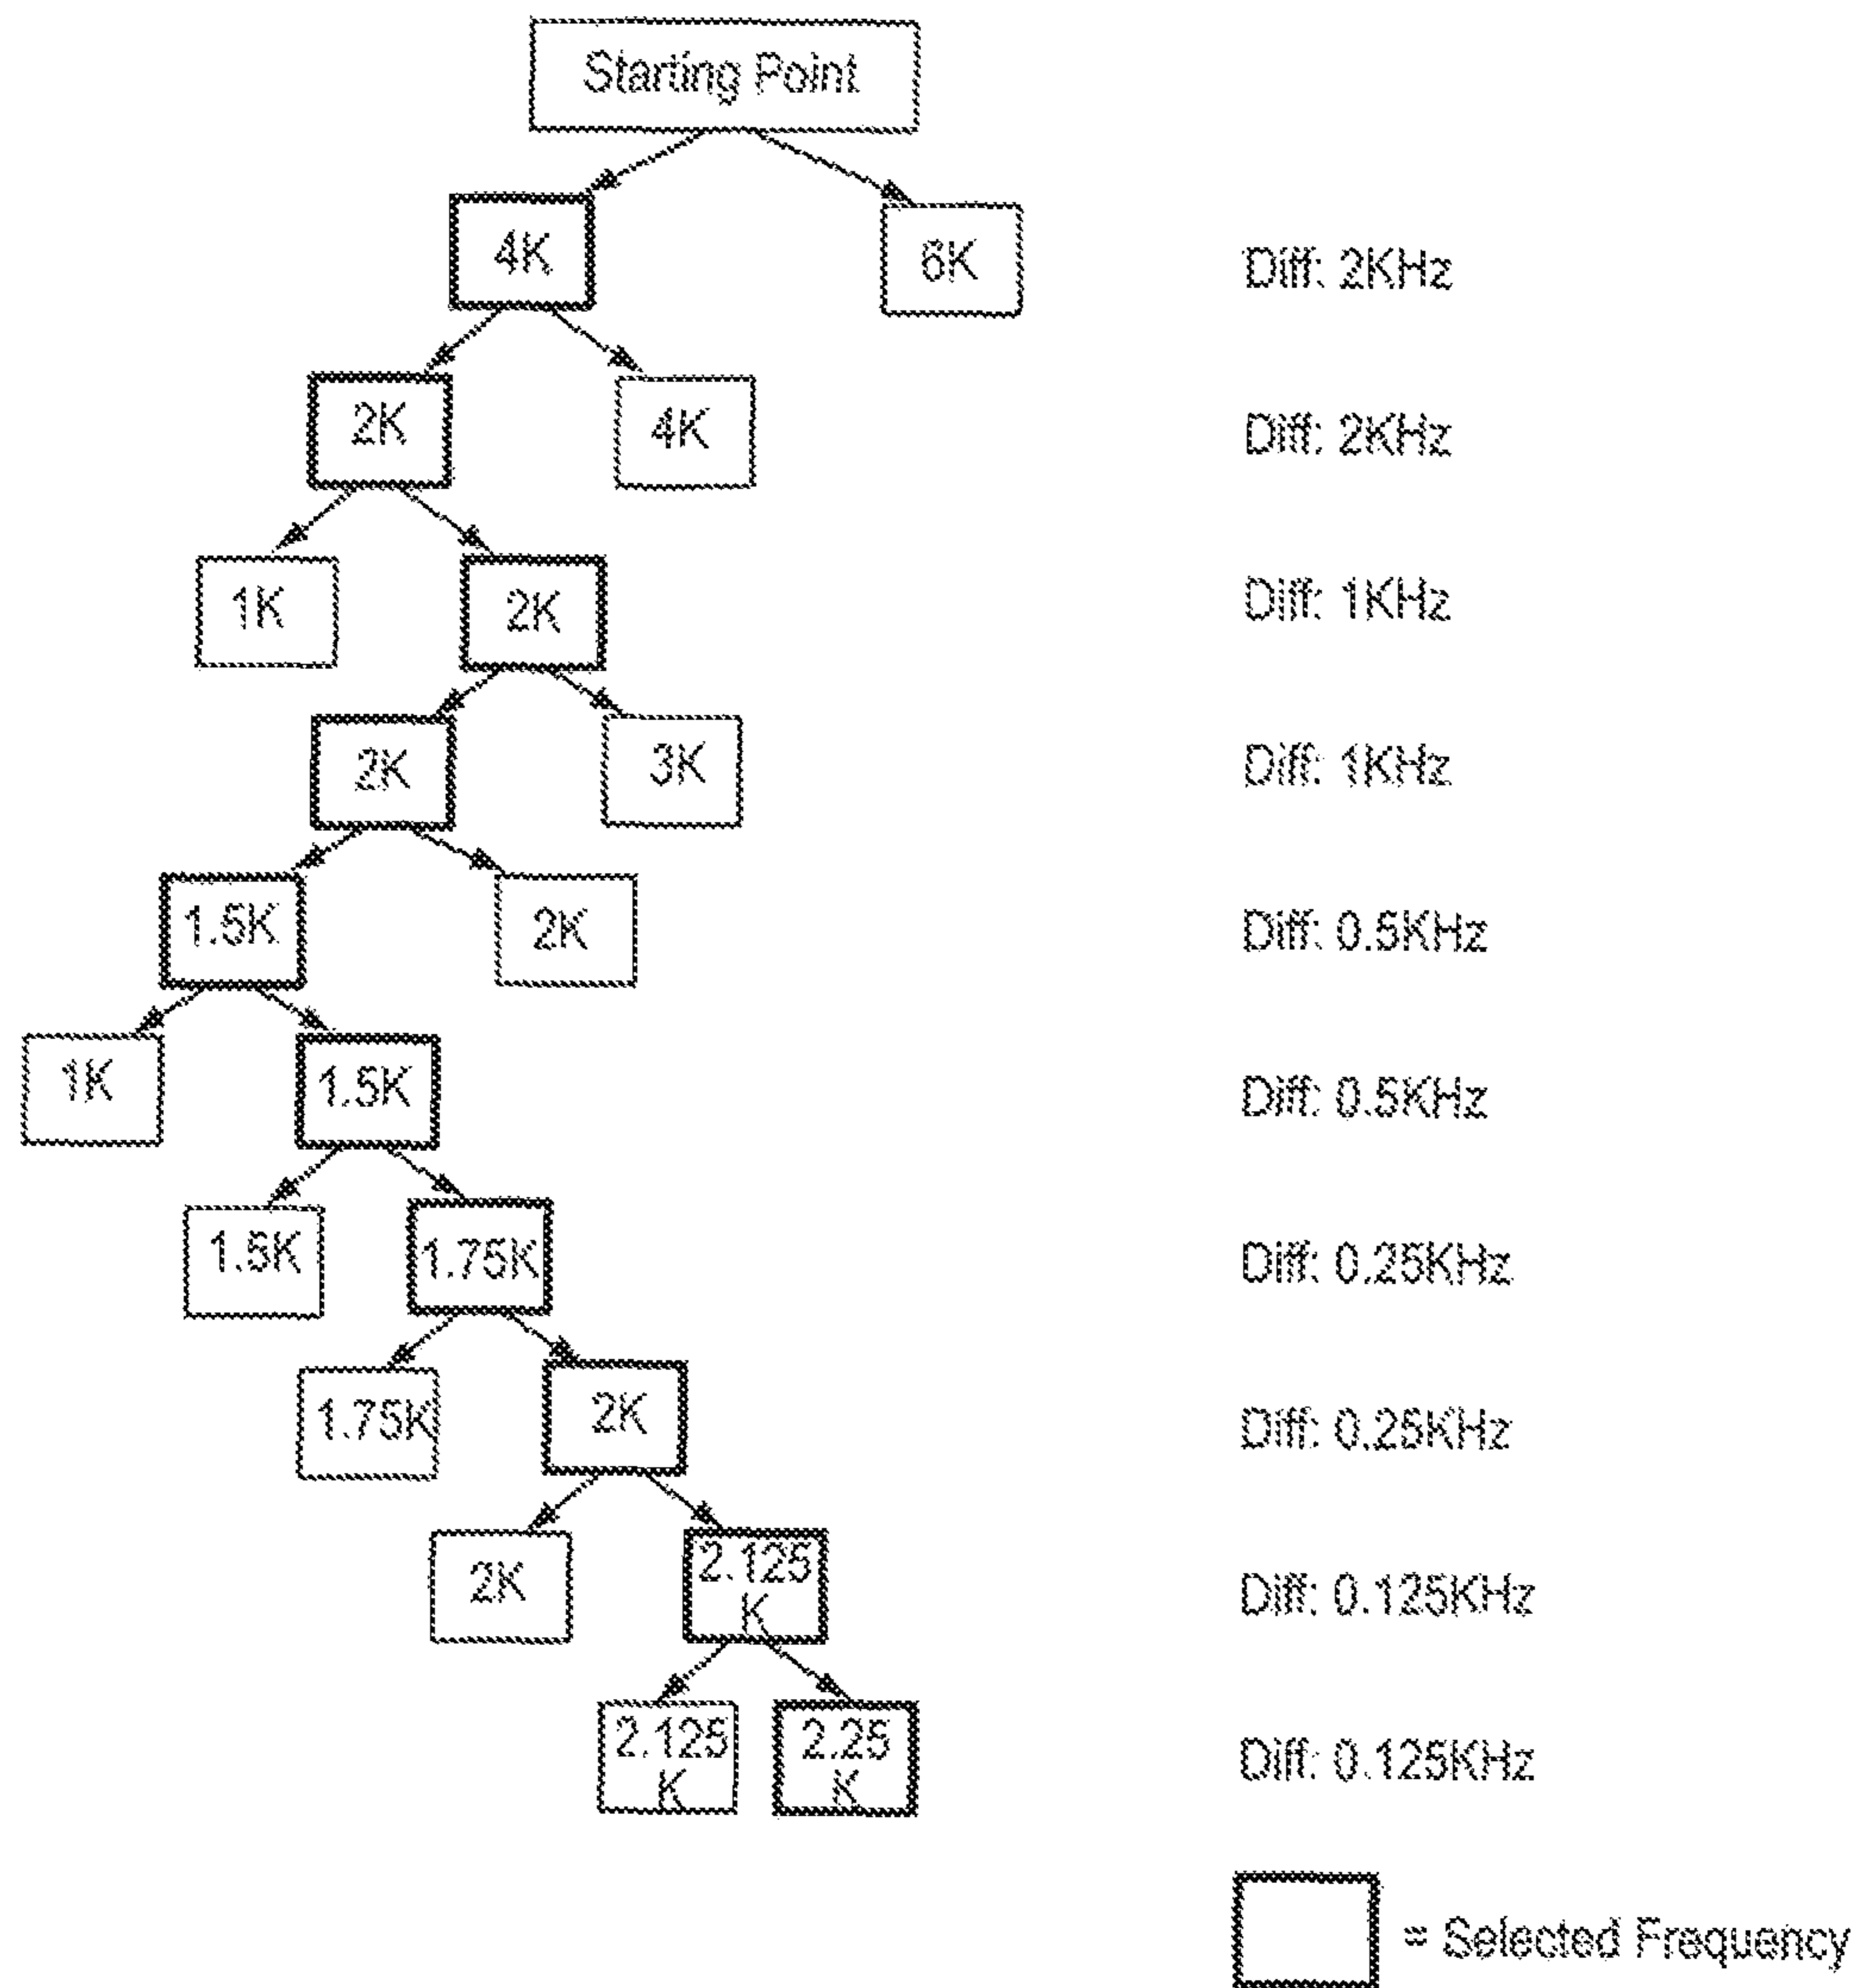 Starting Point
4K
6K
Diff: 2KHz
2K
4K
Diff: 2KHz
1K
2K
Diff: 1KHz
2K
3K
Diff: 1KHz
1.5K
2K
Diff: 0.5KHz
1K
1.5K
Diff: 0.5KHz
1.5K
1.75K
Diff: 0.25KHz
1.75K
2K
Diff: 0.25KHz
2K
2.125
K
Diff: 0.125KHz
2.125
K
2.25
K
Diff: 0.125KHz
= Selected Frequency